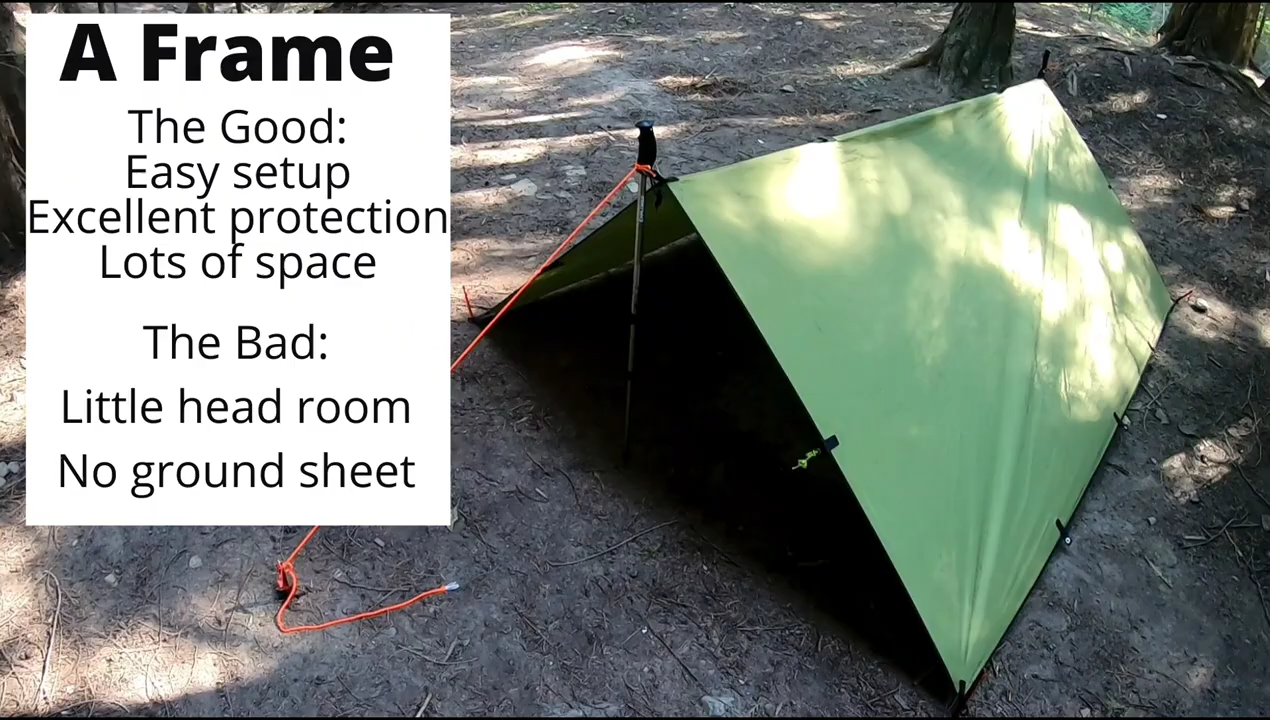 A Frame
The Good:
Easy setup
Excellent protection
Lots of space
The Bad:
Little head room
No ground sheet